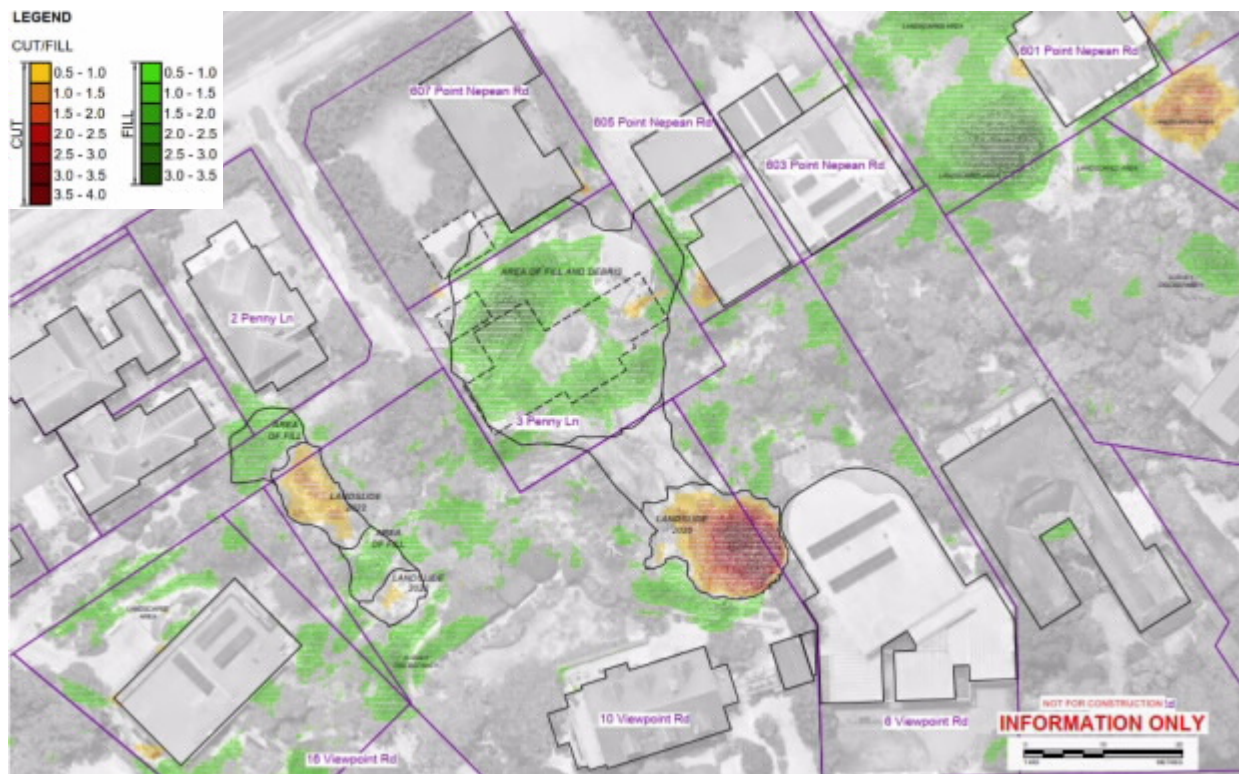 LEGEND
CUT/FILL
CUT
0.5 - 1.0
1.0 - 1.5
1.5 - 2.0
2.0 - 2.5
2.5 - 3.0
3.0 - 3.5
3.5 - 4.0
FILL
0.5 - 1.0
1.0 - 1.5
1.5 - 2.0
2.0 - 2.5
2.5 - 3.0
3.0 - 3.5
LANDSCAPED AREA
601 Point Nepean Rd
607 Point Nepean Rd
605 Point Nepean Rd
603 Point Nepean Rd
LANDSCAPED AREA
LANDSCAPED AREA
AREA OF FILL AND DEBRIS
2 Penny Ln
3 Penny Ln
AREA
OF FILL
LANDSLIDE
2022
LANDSLIDE
AREA
OF FILL
LANDSLIDE
LANDSCAPED
AREA
10 Viewpoint Rd
16 Viewpoint Rd
NOT FOR CONSTRUCTION
INFORMATION ONLY